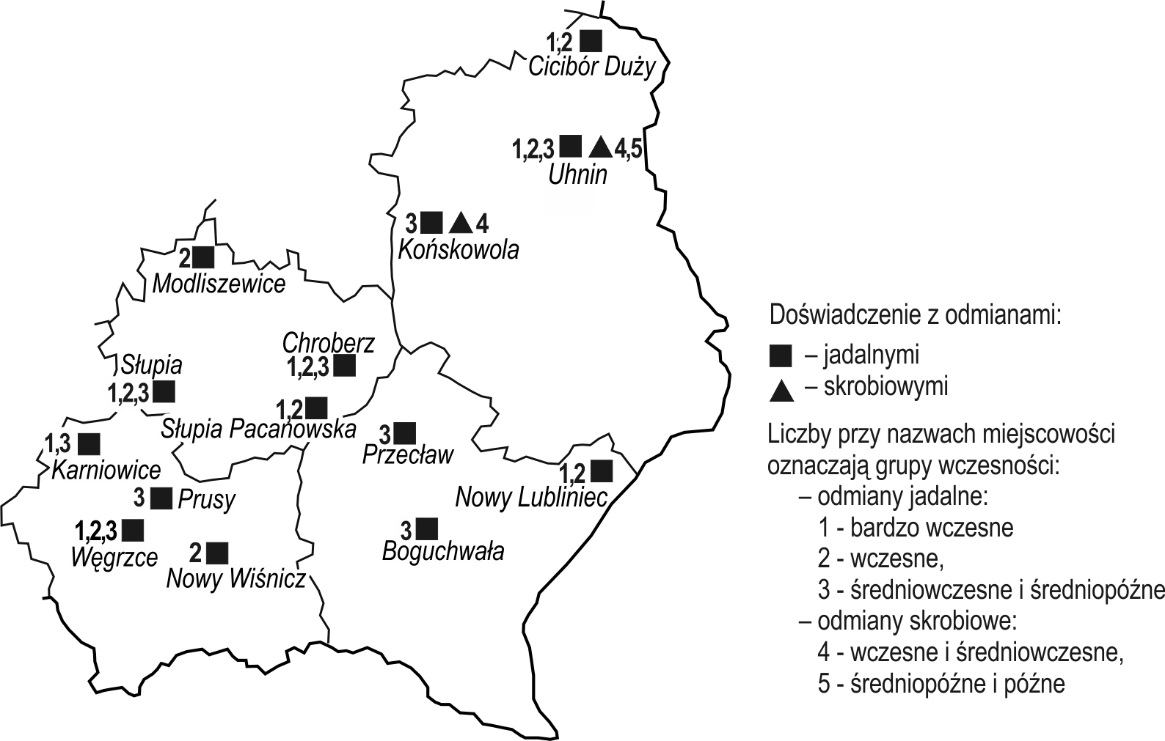 1,2
Cicibór Duży
1,2,3
4,5
Uhnin
3
4
Końskowola
2
Modliszewice
Chroberz
1,2,3
Słupia
1,2,3
1,2
Słupia Pacanowska
1,3
Karniowice
3
Przecław
1,2
Nowy Lubliniec
3 Prusy
1,2,3
Węgrzce
2
Nowy Wiśnicz
3
Boguchwała
Doświadczenie z odmianami:
– jadalnymi
– skrobiowymi
Liczby przy nazwach miejscowości
oznaczają grupy wczesności:
– odmiany jadalne:
1 - bardzo wczesne
2 - wczesne,
3 - średniowczesne i średniopóźne
– odmiany skrobiowe:
4 - wczesne i średniowczesne,
5 - średniopóźne i późne